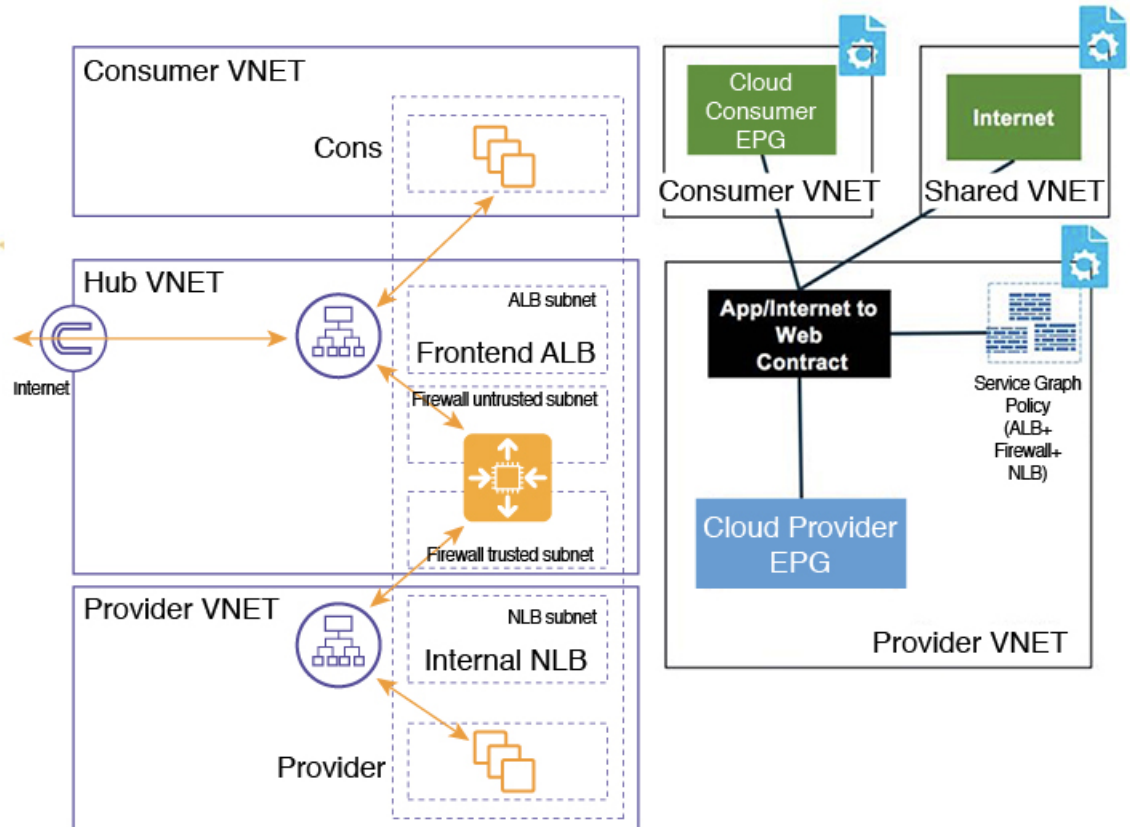 Consumer VNET
Cons
Hub VNET
ALB subnet
Frontend ALB
Internet
Firewall untrusted subnet
Firewall trusted subnet
Provider VNET
NLB subnet
Internal NLB
Provider
Cloud
Consumer
EPG
Consumer VNET
Internet
Shared VNET
App/Internet to
Web
Contract
Service Graph
Policy
(ALB+
Firewall+
NLB)
Cloud Provider
EPG
Provider VNET